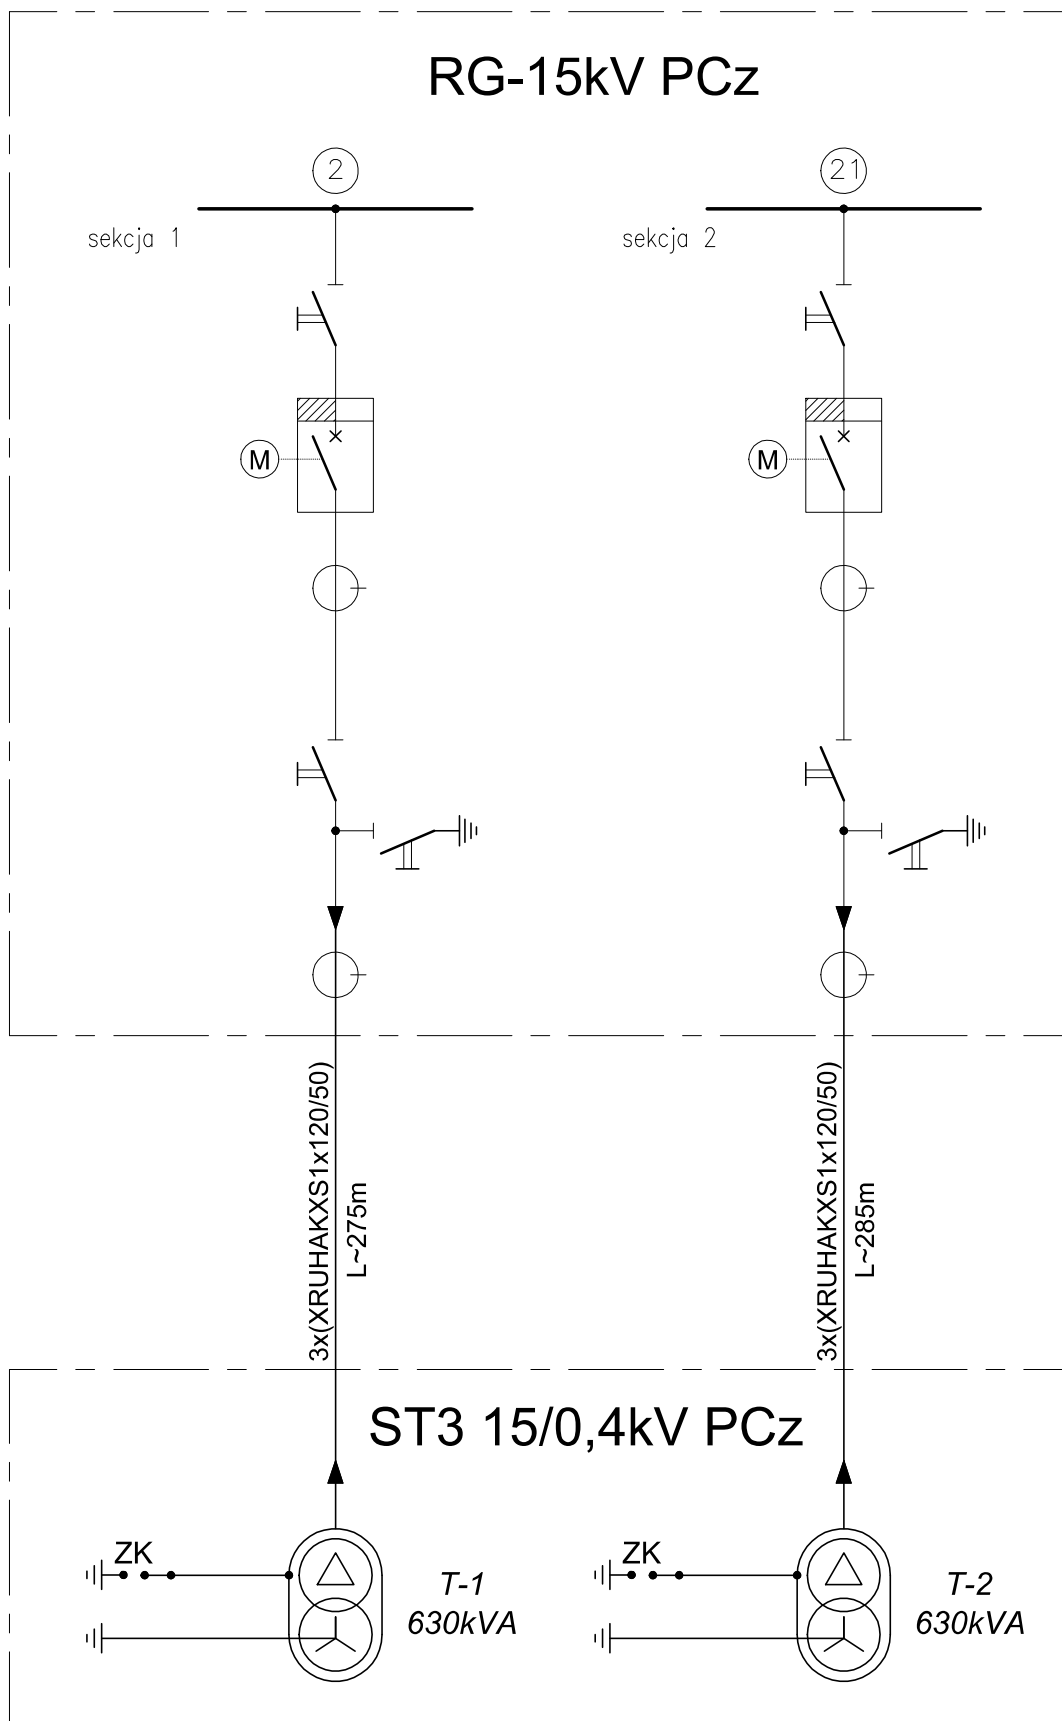 RG-15kV PCz
2
21
sekcja 1
sekcja 2
M
M
3x(XRUHAKXS1x120/50)
L~275m
3x(XRUHAKXS1x120/50)
L~285m
ST3 15/0,4kV PCz
ZK
T-1
630kVA
ZK
T-2
630kVA